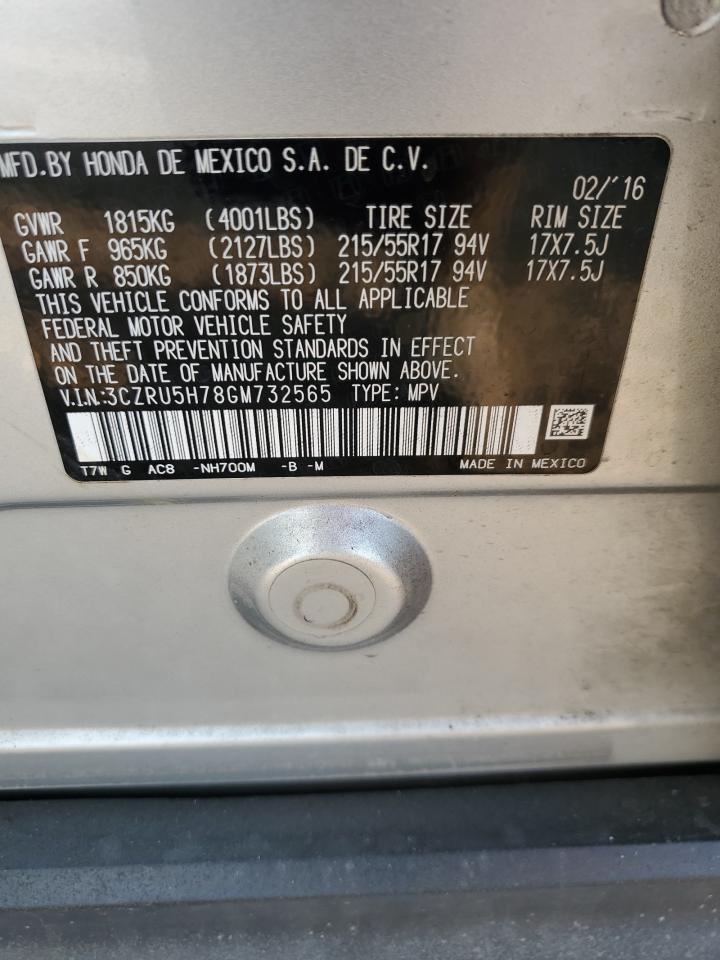 MFD.BY HONDA DE MEXICO S.A. DE C.V.
02/'16
GVWR 1815KG (4001LBS) TIRE SIZE RIM SIZE
GAWR F 965KG (2127LBS) 215/55R17 94V 17X7.5J
GAWR R 850KG (1873LBS) 215/55R17 94V 17X7.5J
THIS VEHICLE CONFORMS TO ALL APPLICABLE
FEDERAL MOTOR VEHICLE SAFETY
AND THEFT PREVENTION STANDARDS IN EFFECT
ON THE DATE OF MANUFACTURE SHOWN ABOVE.
V.I.N:3CZRU5H78GM732565 TYPE: MPV
T7W G AC8 -NH700M -B -M MADE IN MEXICO